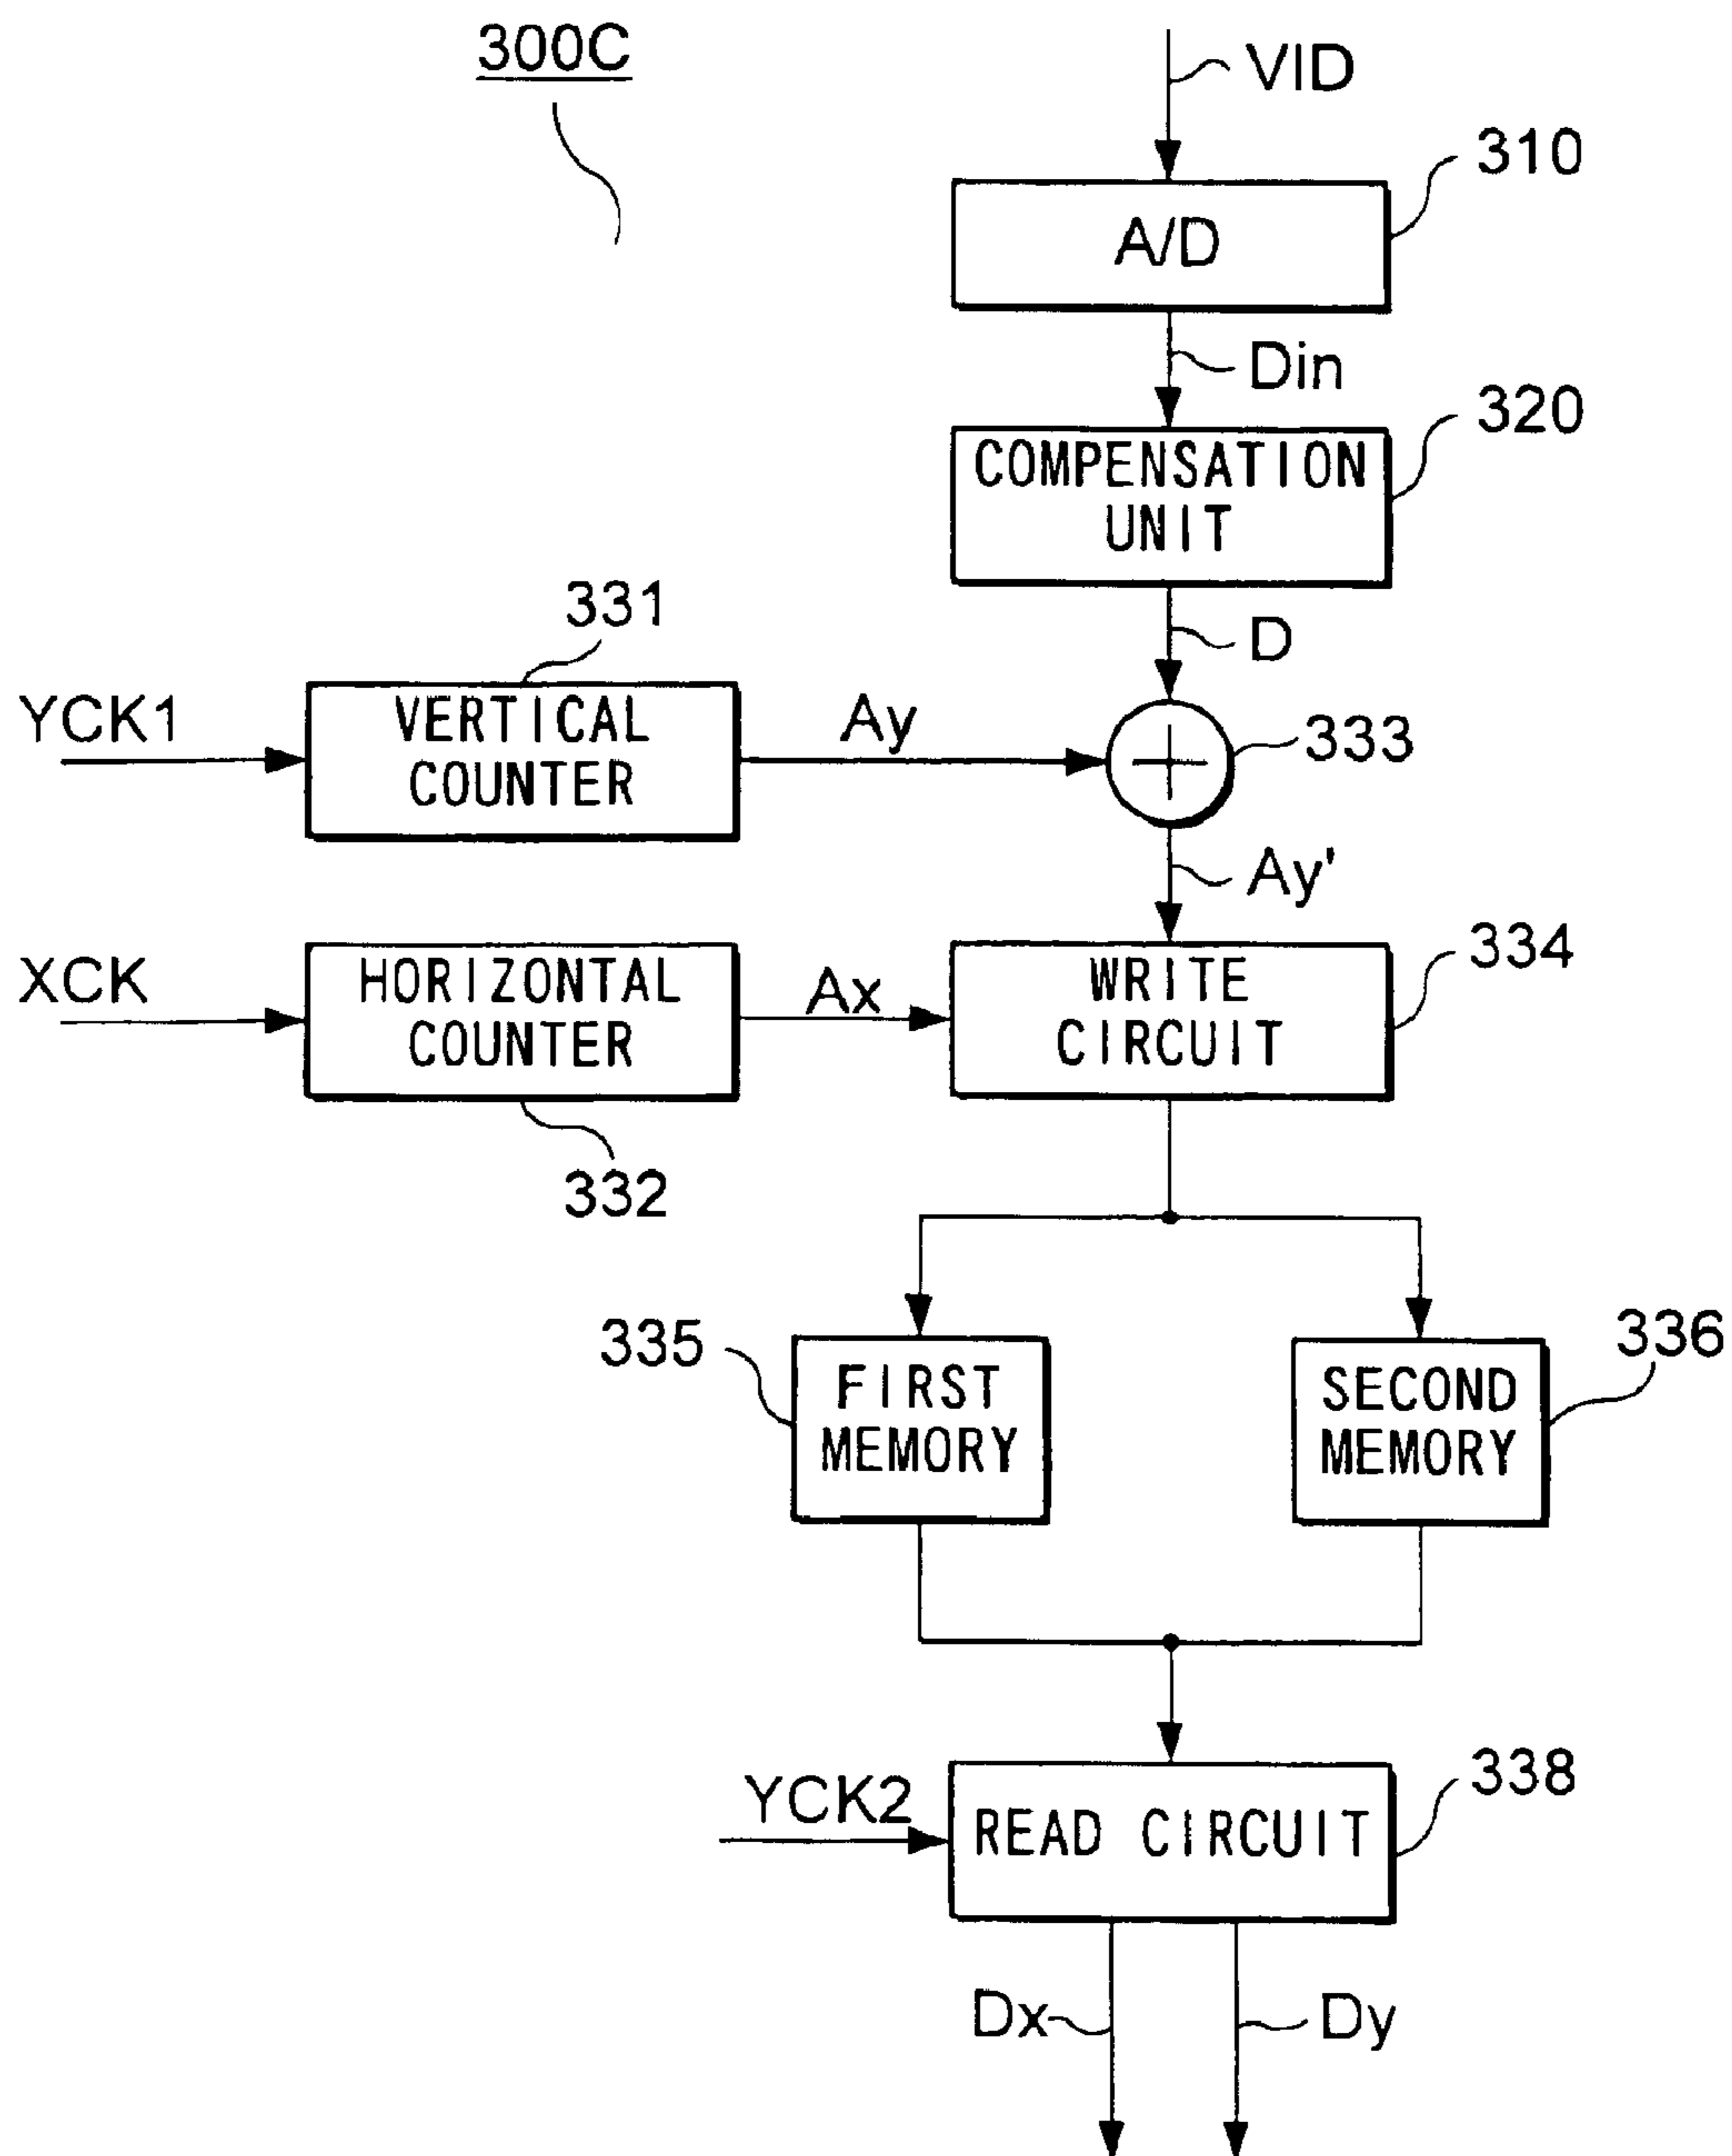 300C
VID
310
A/D
Din
320
COMPENSATION
UNIT
331
D
YCK1
VERTICAL
COUNTER
Ay
333
Ay'
334
XCK
HORIZONTAL
COUNTER
Ax
WRITE
CIRCUIT
332
335
FIRST
MEMORY
336
SECOND
MEMORY
338
YCK2
READ CIRCUIT
Dx
Dy